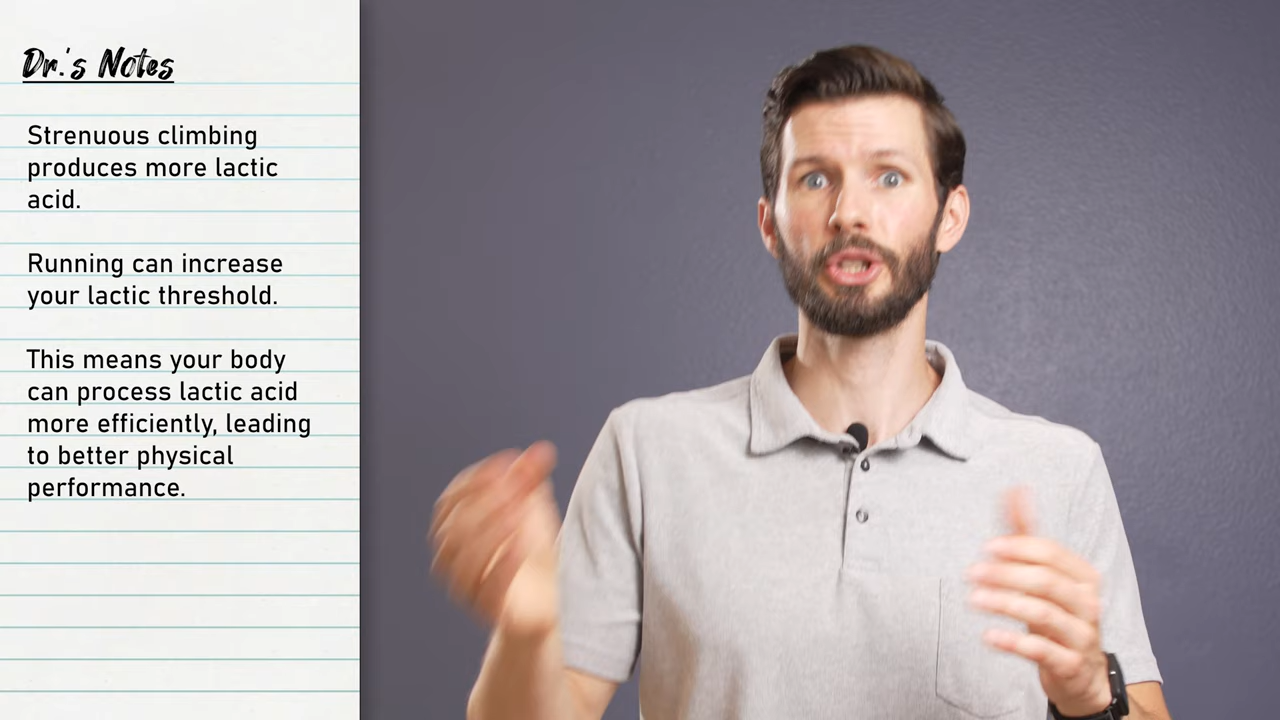 Dr.'s Notes
Strenuous climbing
produces more lactic
acid.
Running can increase
your lactic threshold.
This means your body
can process lactic acid
more efficiently, leading
to better physical
performance.